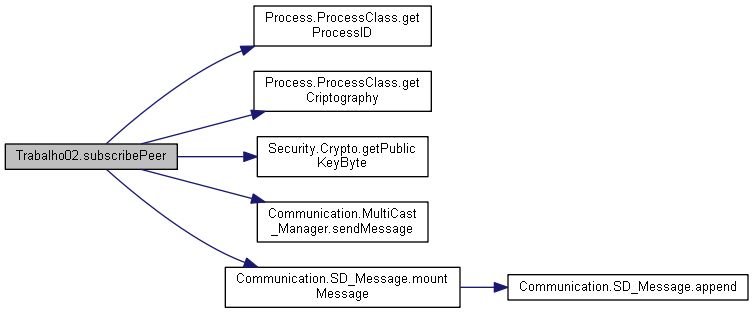 Process.ProcessClass.get
ProcessID
Process.ProcessClass.get
Criptography
Trabalho02.subscribePeer
Security.Crypto.getPublic
KeyByte
Communication.MultiCast
_Manager.sendMessage
Communication.SD_Message.mount
Message
Communication.SD_Message.append